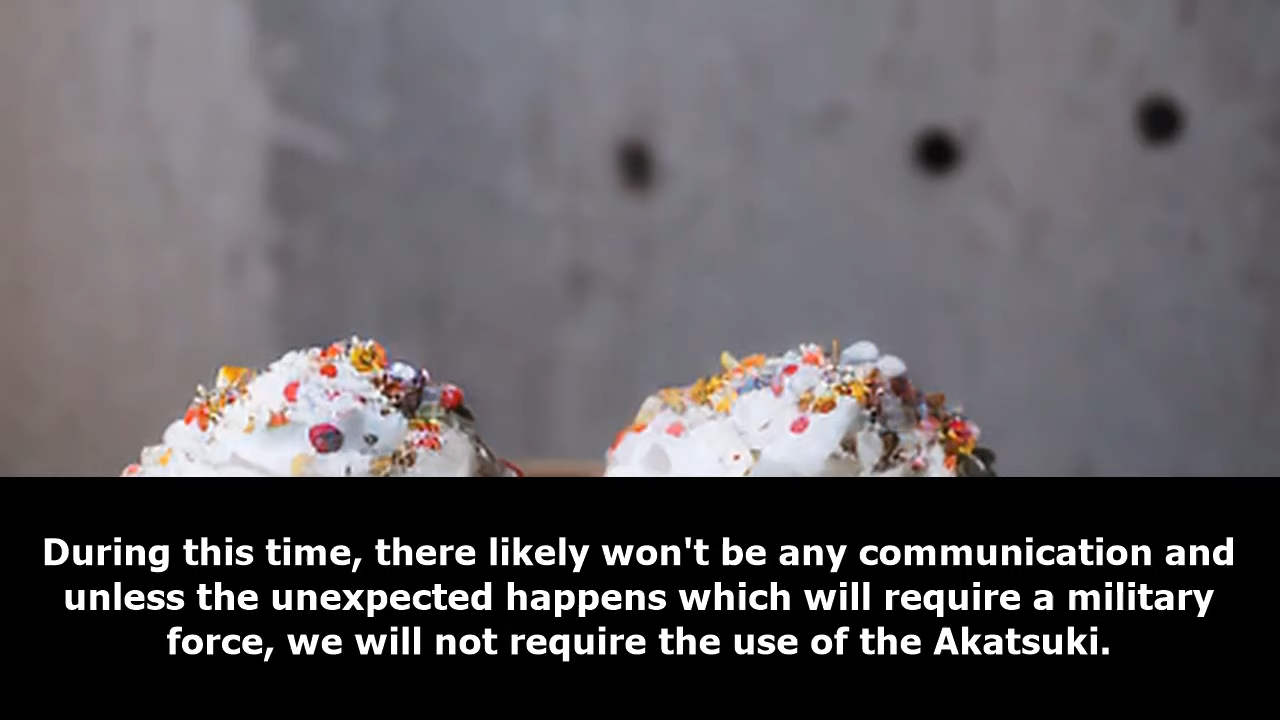 During this time, there likely won't be any communication and
unless the unexpected happens which will require a military
force, we will not require the use of the Akatsuki.